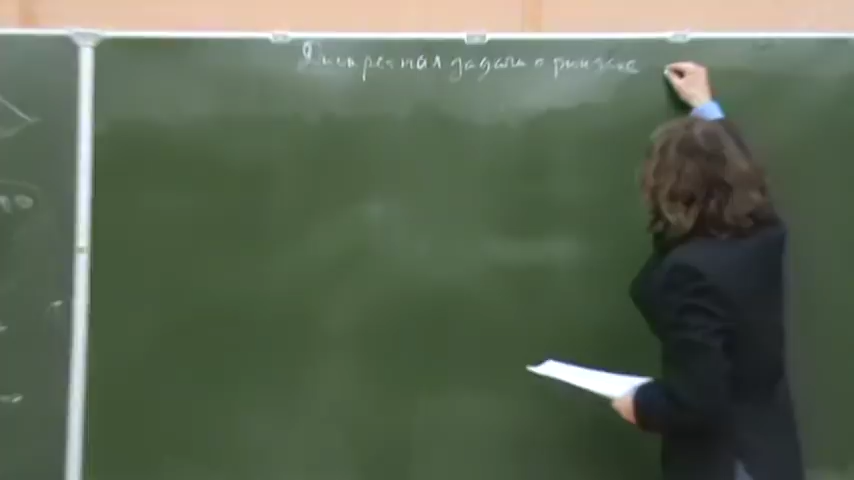 Дискретная задача о рюкзаке